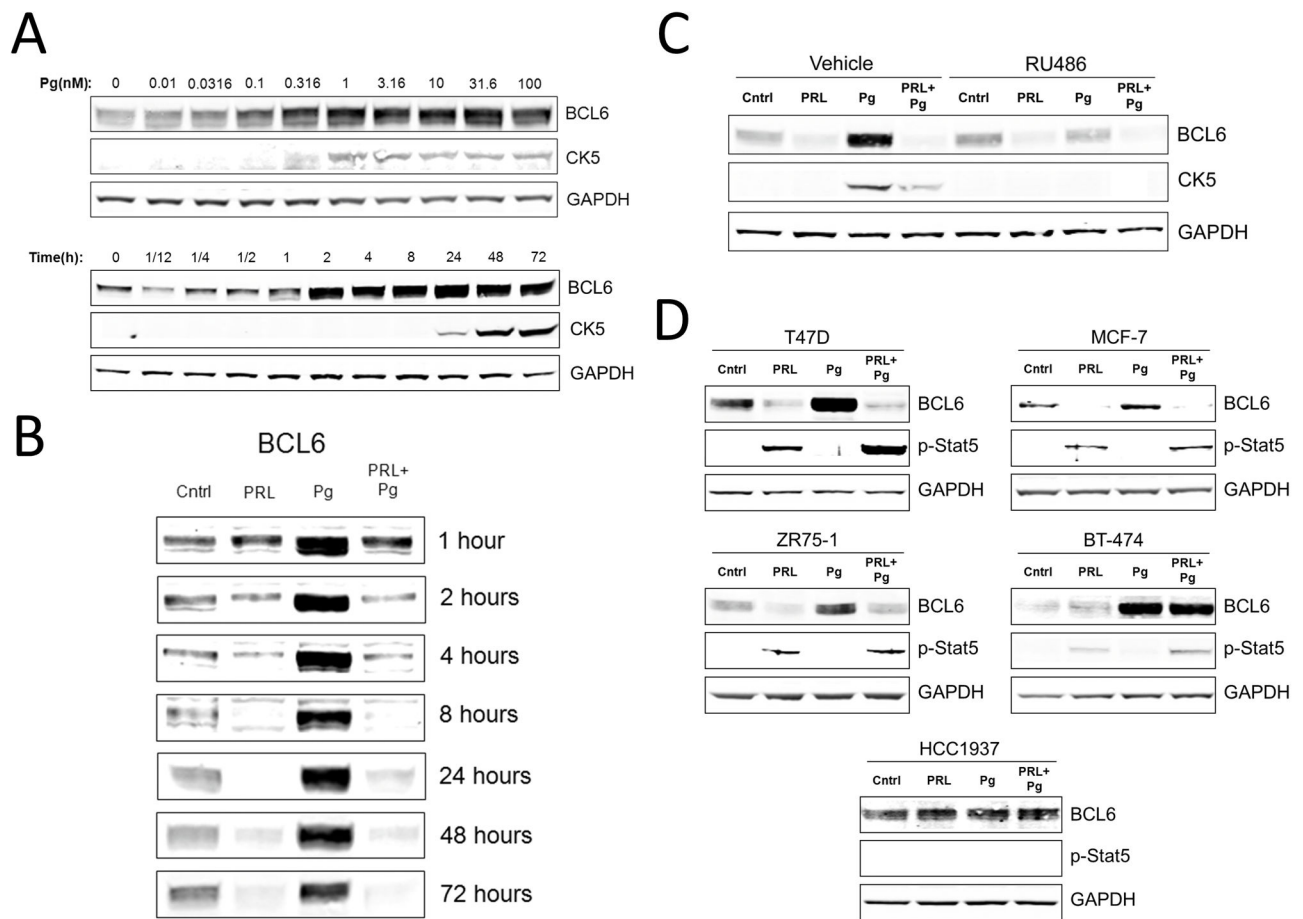 A
Pg(nM): 0 0.01 0.0316 0.1 0.316 1 3.16 10 31.6 100
BCL6
CK5
GAPDH
Time(h): 0 1/12 1/4 1/2 1 2 4 8 24 48 72
BCL6
CK5
GAPDH
B
BCL6
Cntrl PRL Pg PRL+
Pg
1 hour
2 hours
4 hours
8 hours
24 hours
48 hours
72 hours
C
Vehicle RU486
Cntrl PRL Pg PRL+
Pg Cntrl PRL Pg PRL+
Pg
BCL6
CK5
GAPDH
D
T47D
Cntrl PRL Pg PRL+
Pg
BCL6
p-Stat5
GAPDH
MCF-7
Cntrl PRL Pg PRL+
Pg
BCL6
p-Stat5
GAPDH
ZR75-1
Cntrl PRL Pg PRL+
Pg
BCL6
p-Stat5
GAPDH
BT-474
Cntrl PRL Pg PRL+
Pg
BCL6
p-Stat5
GAPDH
HCC1937
Cntrl PRL Pg PRL+
Pg
BCL6
p-Stat5
GAPDH